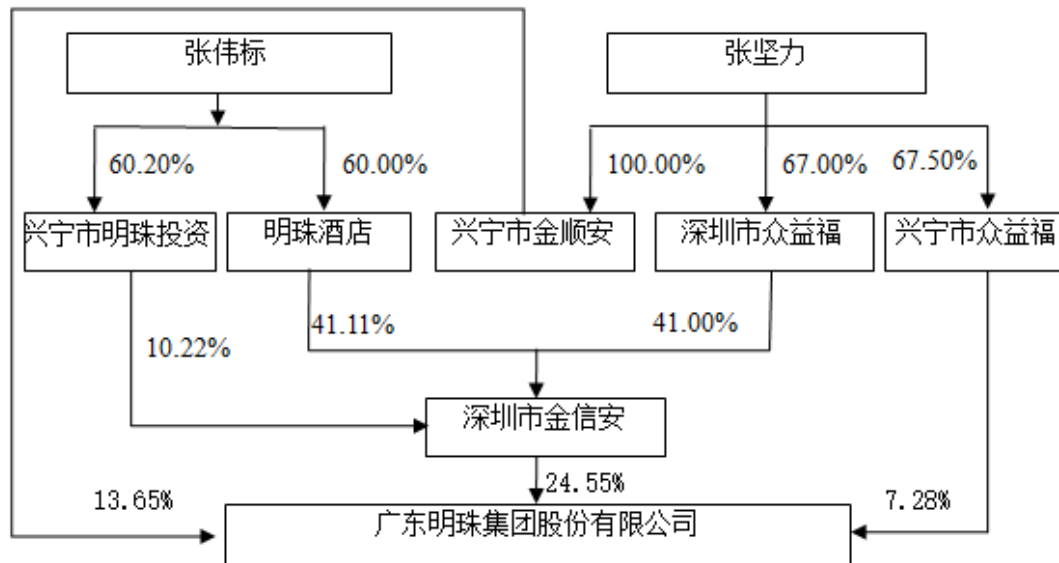 张伟标
张坚力
60.20%
60.00%
100.00%
67.00%
67.50%
兴宁市明珠投资
明珠酒店
兴宁市金顺安
深圳市众益福
兴宁市众益福
41.11%
41.00%
10.22%
深圳市金信安
13.65%
24.55%
7.28%
广东明珠集团股份有限公司